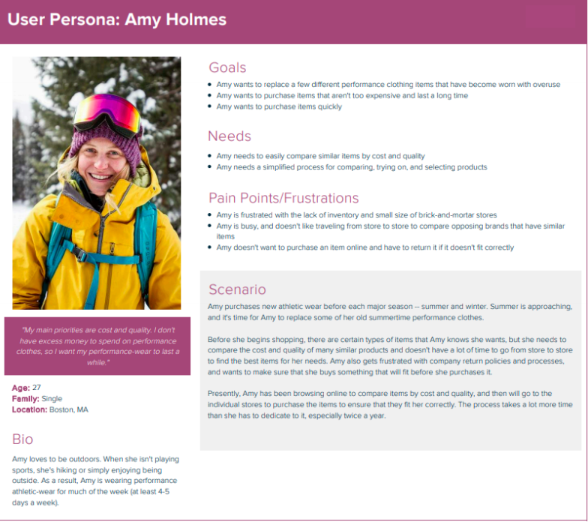 User Persona: Amy Holmes
"My main priorities are cost and quality. I don't
have excess money to spend on performance
clothes, so I want my performance-wear to last a
while."
Age: 27
Family: Single
Location: Boston, MA
Bio
Amy loves to be outdoors. When she isn't playing
sports, she's hiking or simply enjoying being
outside. As a result, Amy is wearing performance
athletic-wear for much of the week (at least 4-5
days a week).
Goals
• Amy wants to replace a few different performance clothing items that have become worn with overuse
• Amy wants to purchase items that aren't too expensive and last a long time
• Amy wants to purchase items quickly
Needs
• Amy needs to easily compare similar items by cost and quality
• Amy needs a simplified process for comparing, trying on, and selecting products
Pain Points/Frustrations
• Amy is frustrated with the lack of inventory and small size of brick-and-mortar stores
• Amy is busy, and doesn't like traveling from store to store to compare opposing brands that have similar
items
• Amy doesn't want to purchase an item online and have to return it if it doesn't fit correctly
Scenario
Amy purchases new athletic wear before each major season – summer and winter. Summer is approaching,
and it's time for Amy to replace some of her old summertime performance clothes.
Before she begins shopping, there are certain types of items that Amy knows she wants, but she needs to
compare the cost and quality of many similar products and doesn't have a lot of time to go from store to store
to find the best items for her needs. Amy also gets frustrated with company return policies and processes,
and wants to make sure that she buys something that will fit before she purchases it.
Presently, Amy has been browsing online to compare items by cost and quality, and then will go to the
individual stores to purchase the items to ensure that they fit her correctly. The process takes a lot more time
than she has to dedicate to it, especially twice a year.